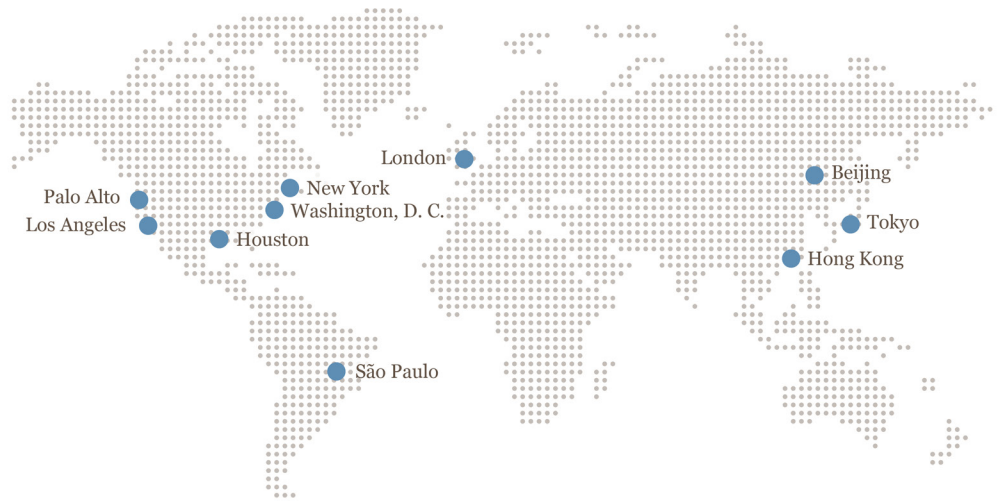 London
Beijing
New York
Palo Alto
Washington, D. C.
Los Angeles
Tokyo
Houston
Hong Kong
São Paulo